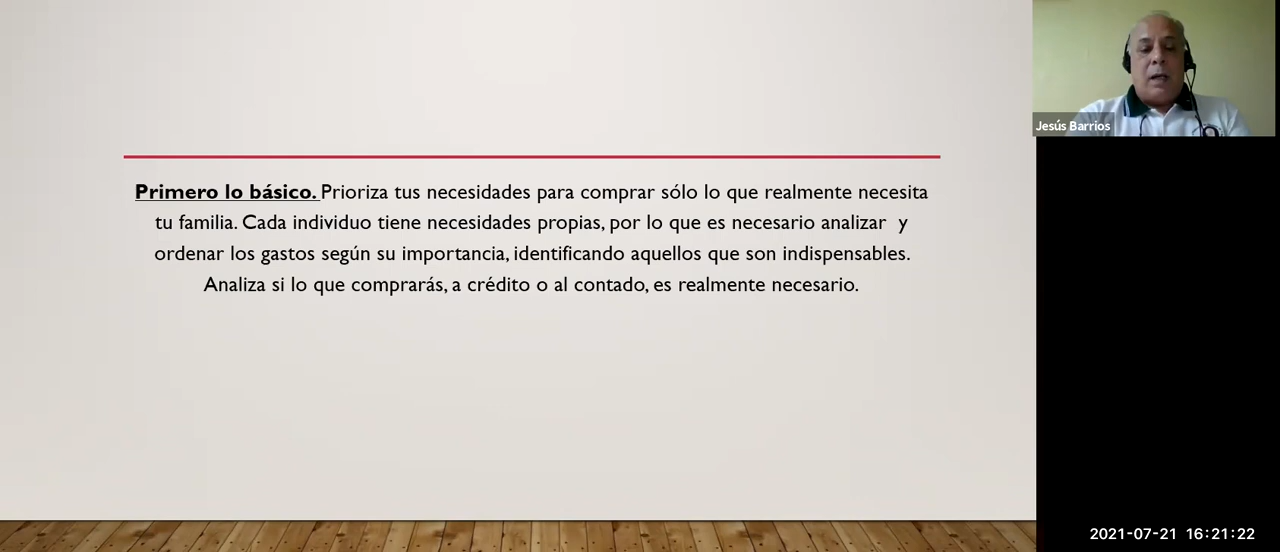 Primero lo básico. Prioriza tus necesidades para comprar sólo lo que realmente necesita
tu familia. Cada individuo tiene necesidades propias, por lo que es necesario analizar  y
ordenar los gastos según su importancia, identificando aquellos que son indispensables.
Analiza si lo que comprarás, a crédito o al contado, es realmente necesario.
Jesús Barrios
2021-07-21 16:21:22